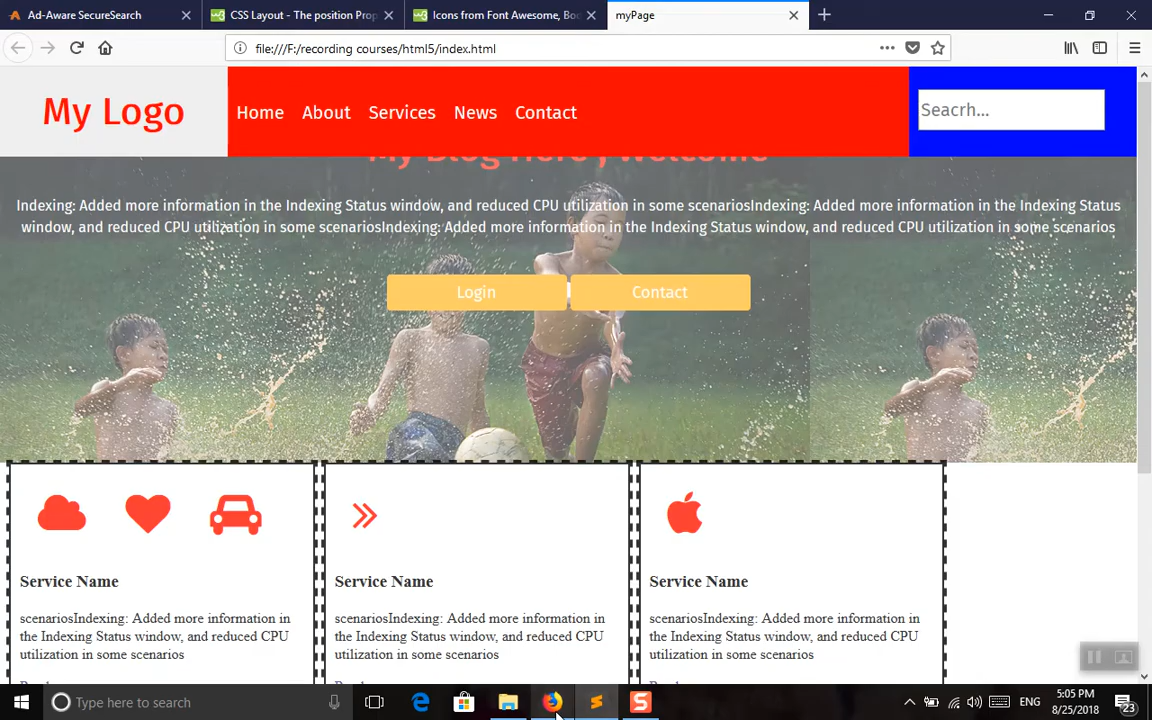 Ad-Aware SecureSearch
CSS Layout - The position Prop
Icons from Font Awesome, Bo
myPage
file:///F:/recording courses/html5/index.html
My Logo
Home About Services News Contact
Seacrh...
My Blog Here , Welcome
Indexing: Added more information in the Indexing Status window, and reduced CPU utilization in some scenariosIndexing: Added more information in the Indexing Status
window, and reduced CPU utilization in some scenariosIndexing: Added more information in the Indexing Status window, and reduced CPU utilization in some scenarios
Login
Contact
Service Name
scenariosIndexing: Added more information in
the Indexing Status window, and reduced CPU
utilization in some scenarios
Service Name
scenariosIndexing: Added more information in
the Indexing Status window, and reduced CPU
utilization in some scenarios
Service Name
scenariosIndexing: Added more information in
the Indexing Status window, and reduced CPU
utilization in some scenarios
Type here to search
ENG
5:05 PM
8/25/2018
23